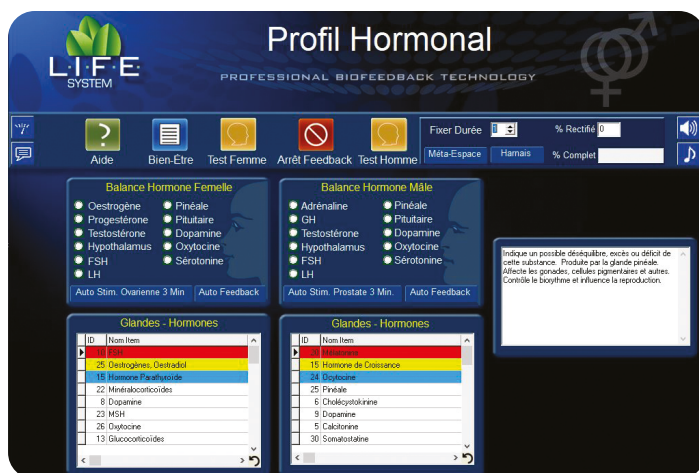 L·I·F·E·
SYSTEM
Profil Hormonal
PROFESSIONAL BIOFEEDBACK TECHNOLOGY
Aide
Bien-Être
Test Femme
Arrêt Feedback
Test Homme
Fixer Durée
% Rectifié 0
Méta-Espace
Harnais
% Complet
Balance Hormone Femelle
Oestrogène Pinéale
Progestérone Pituitaire
Testostérone Dopamine
Hypothalamus Oxytocine
FSH Sérotonine
LH
Auto Stim. Ovarienne 3 Min Auto Feedback
Balance Hormone Mâle
Adrénaline Pinéale
GH Pituitaire
Testostérone Dopamine
Hypothalamus Oxytocine
FSH Sérotonine
LH
Auto Stim. Prostate 3 Min. Auto Feedback
Indique un possible déséquilibre, excès ou déficit de
cette substance. Produite par la glande pinéale.
Affecte les gonades, cellules pigmentaires et autres.
Contrôle le biorythme et influence la reproduction.
Glandes - Hormones
ID Nom Item
10 FSH
25 Oestrogènes, Oestradiol
15 Hormone Parathyroïde
22 Minéralocorticoïdes
8 Dopamine
23 MSH
26 Oxytocine
13 Glucocorticoïdes
Glandes - Hormones
ID Nom Item
15 Hormone de Croissance
24 Ocytocine
25 Pinéale
6 Cholécystokinine
9 Dopamine
5 Calcitonine
30 Somatostatine